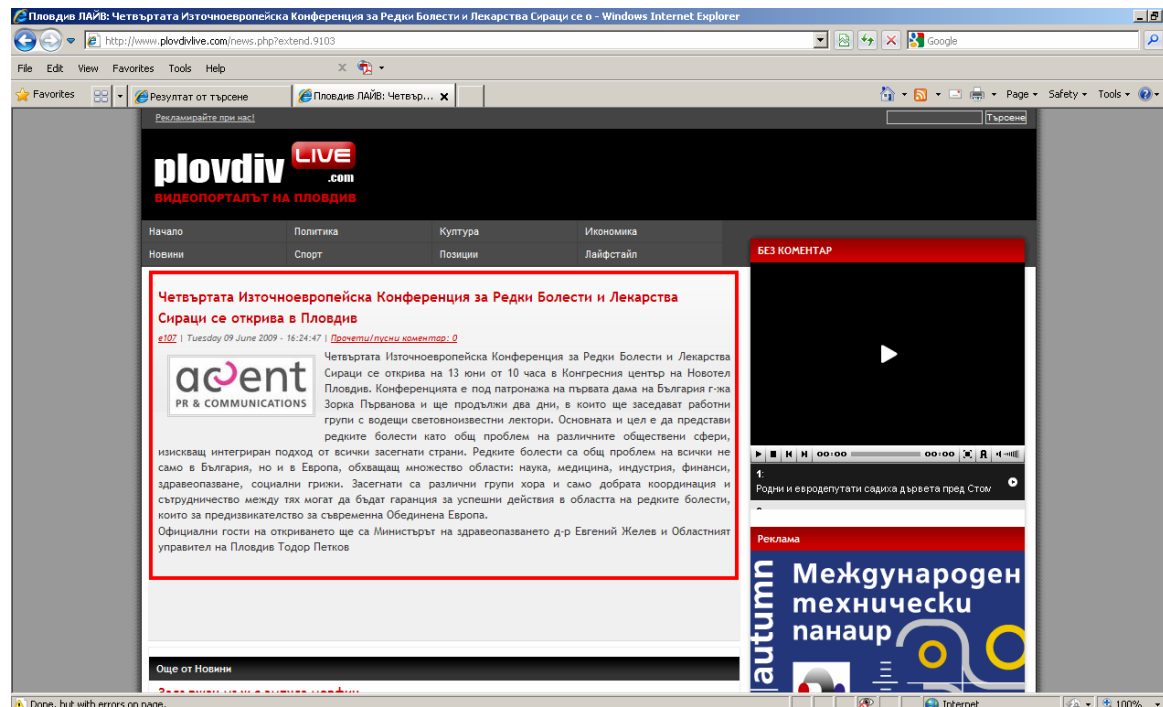 Пловдив ЛАЙВ: Четвъртата Източноевропейска Конференция за Редки Болести и Лекарства Сираци се о - Windows Internet Explorer
http://www.plovdivlive.com/news.php?extend.9103
Google
File Edit View Favorites Tools Help
Favorites
Резултат от търсене
Пловдив ЛАЙВ: Четвър...
Page
Safety
Tools
Рекламирайте при нас!
Търсене
plovdiv LIVE
.com
ВИДЕОПОРТАЛЪТ НА ПЛОВДИВ
Начало Политика Култура Икономика
Новини Спорт Позиции Лайфстайл
Четвъртата Източноевропейска Конференция за Редки Болести и Лекарства
Сираци се открива в Пловдив
e107 | Tuesday 09 June 2009 - 16:24:47 | Прочети/пусни коментар: 0
accent
PR & COMMUNICATIONS
Четвъртата Източноевропейска Конференция за Редки Болести и Лекарства
Сираци се открива на 13 юни от 10 часа в Конгресния център на Новотел
Пловдив. Конференцията е под патронажа на първата дама на България г-жа
Зорка Първанова и ще продължи два дни, в които ще заседават работни
групи с водещи световноизвестни лектори. Основната и цел е да представи
редките болести като общ проблем на различните обществени сфери,
изискващ интегриран подход от всички засегнати страни. Редките болести са общ проблем на всички не
само в България, но и в Европа, обхващащ множество области: наука, медицина, индустрия, финанси,
здравеопазване, социални грижи. Засегнати са различни групи хора и само добрата координация и
сътрудничество между тях могат да бъдат гаранция за успешни действия в областта на редките болести,
които за предизвикателство за съвременна Обединена Европа.
Официални гости на откриването ще са Министърът на здравеопазването д-р Евгений Желев и Областният
управител на Пловдив Тодор Петков
Още от Новини
БЕЗ КОМЕНТАР
00:00 00:00
1:
Родни и евродепутати садиха дървета пред Стом
Реклама
autumn
Международен
технически
панаир
Done, but with errors on page.
Internet
100%